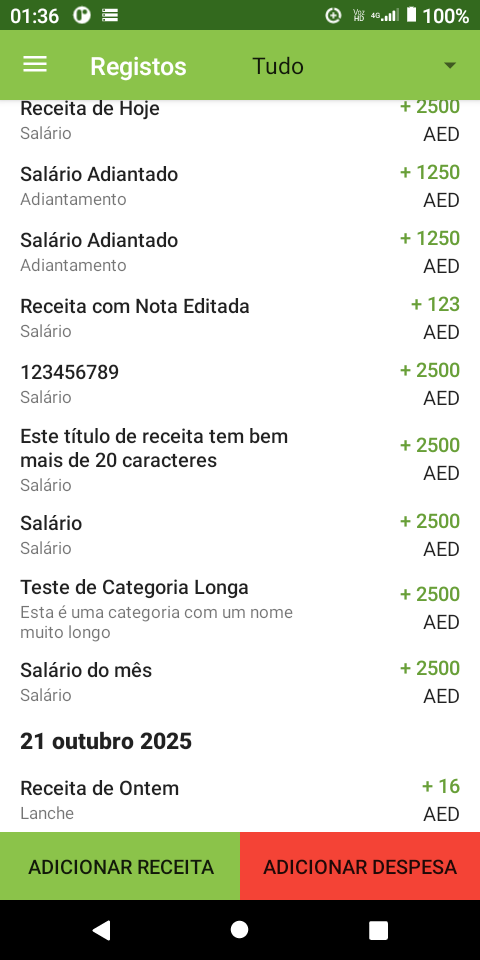 01:36
4G
100%
Registos
Tudo
Receita de Hoje
+ 2500
Salário
AED
Salário Adiantado
+ 1250
Adiantamento
AED
Salário Adiantado
+ 1250
Adiantamento
AED
Receita com Nota Editada
+ 123
Salário
AED
123456789
+ 2500
Salário
AED
Este título de receita tem bem
mais de 20 caracteres
+ 2500
Salário
AED
Salário
+ 2500
Salário
AED
Teste de Categoria Longa
+ 2500
Esta é uma categoria com um nome
muito longo
AED
Salário do mês
+ 2500
Salário
AED
21 outubro 2025
Receita de Ontem
+ 16
Lanche
AED
ADICIONAR RECEITA
ADICIONAR DESPESA